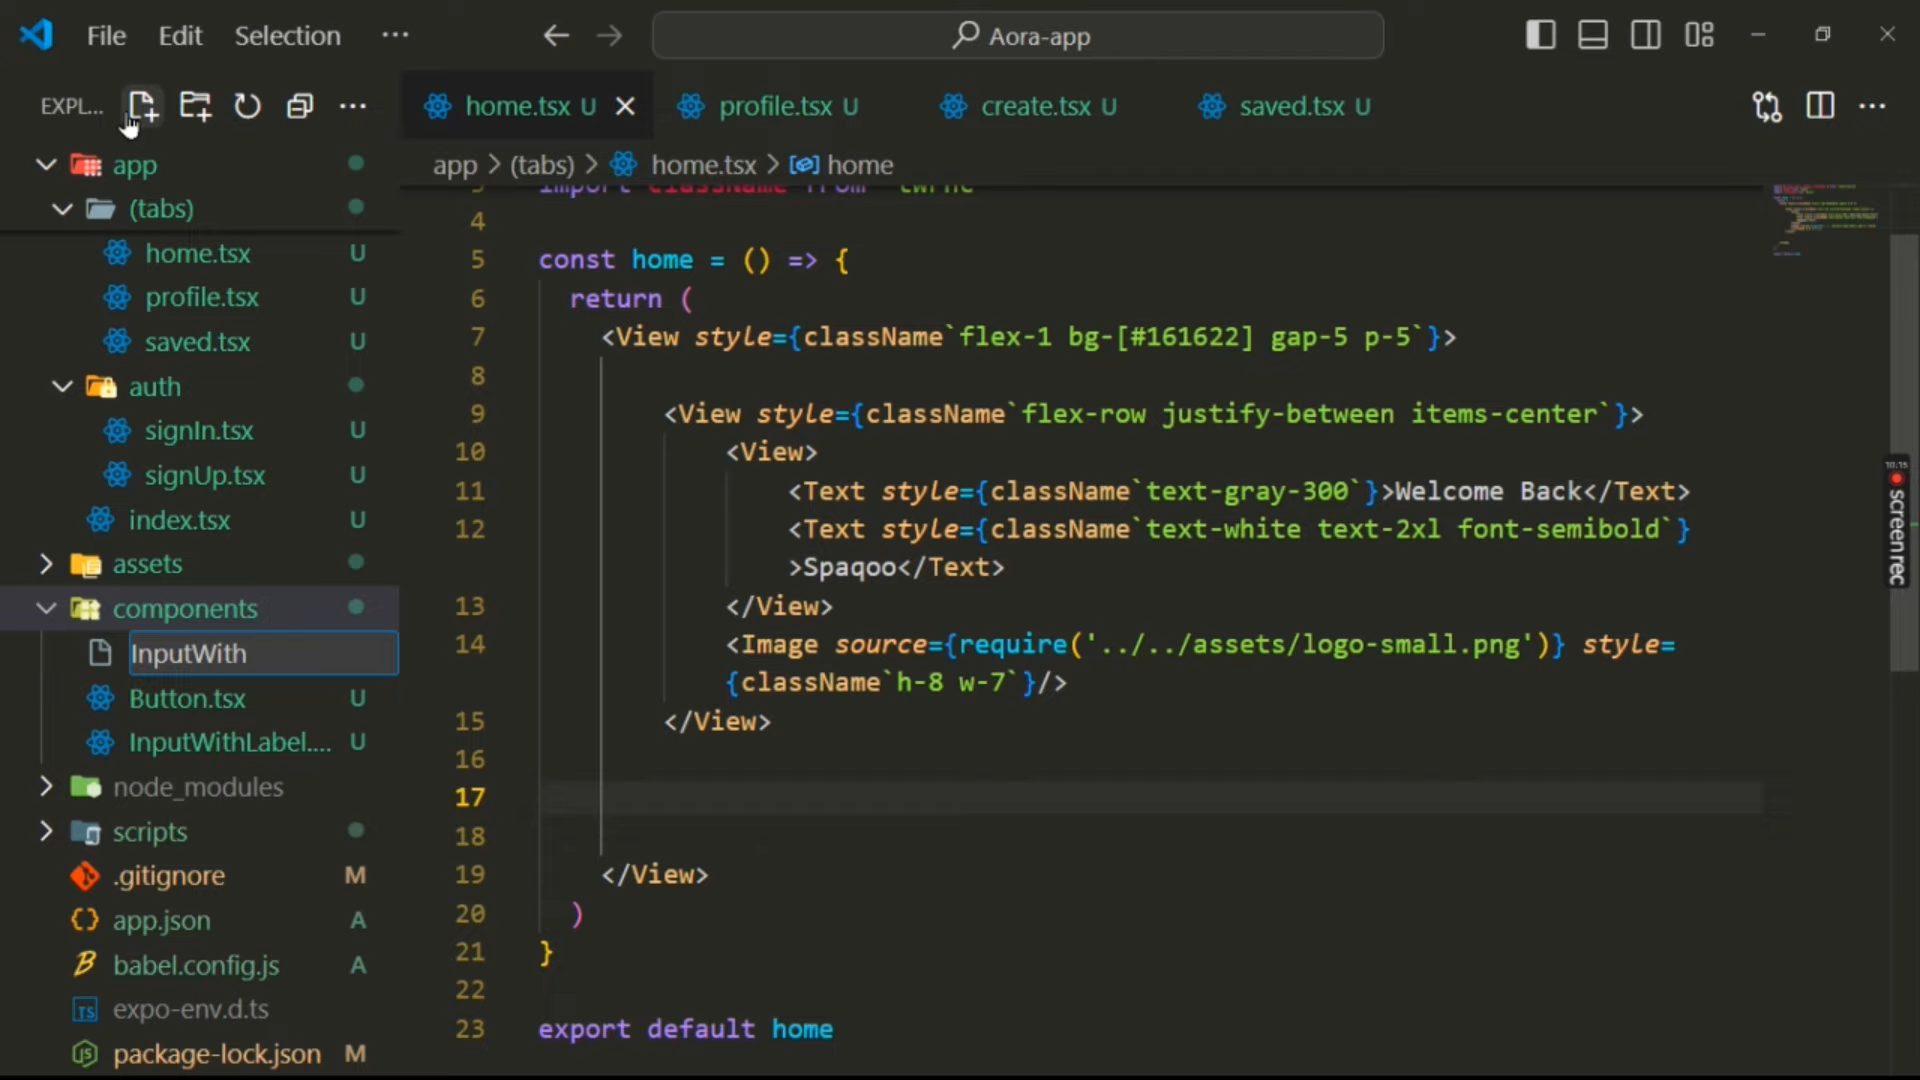 File Edit Selection ··· Aora-app
EXPL... home.tsx U profile.tsx U create.tsx U saved.tsx U
app > (tabs) > home.tsx > home
app
(tabs)
home.tsx U
profile.tsx U
saved.tsx U
auth
signIn.tsx U
signUp.tsx U
index.tsx U
assets
components
InputWith
Button.tsx U
InputWithLabel.... U
node_modules
scripts
.gitignore M
app.json A
babel.config.js A
expo-env.d.ts
package-lock.json M
3 import className from 'twrnc'
4
5 const home = () => {
6 return (
7 <View style={className`flex-1 bg-[#161622] gap-5 p-5`}>
8
9 <View style={className`flex-row justify-between items-center`}>
10 <View>
11 <Text style={className`text-gray-300`}>Welcome Back</Text>
12 <Text style={className`text-white text-2xl font-semibold`}
>Spaqoo</Text>
13 </View>
14 <Image source={require('../../assets/logo-small.png')} style=
{className`h-8 w-7`}/>
15 </View>
16
17
18
19 </View>
20 )
21 }
22
23 export default home
10:15
screenrec